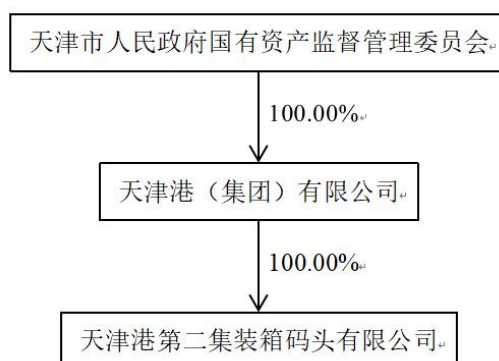 天津市人民政府国有资产监督管理委员会
100.00%
天津港（集团）有限公司
100.00%
天津港第二集装箱码头有限公司